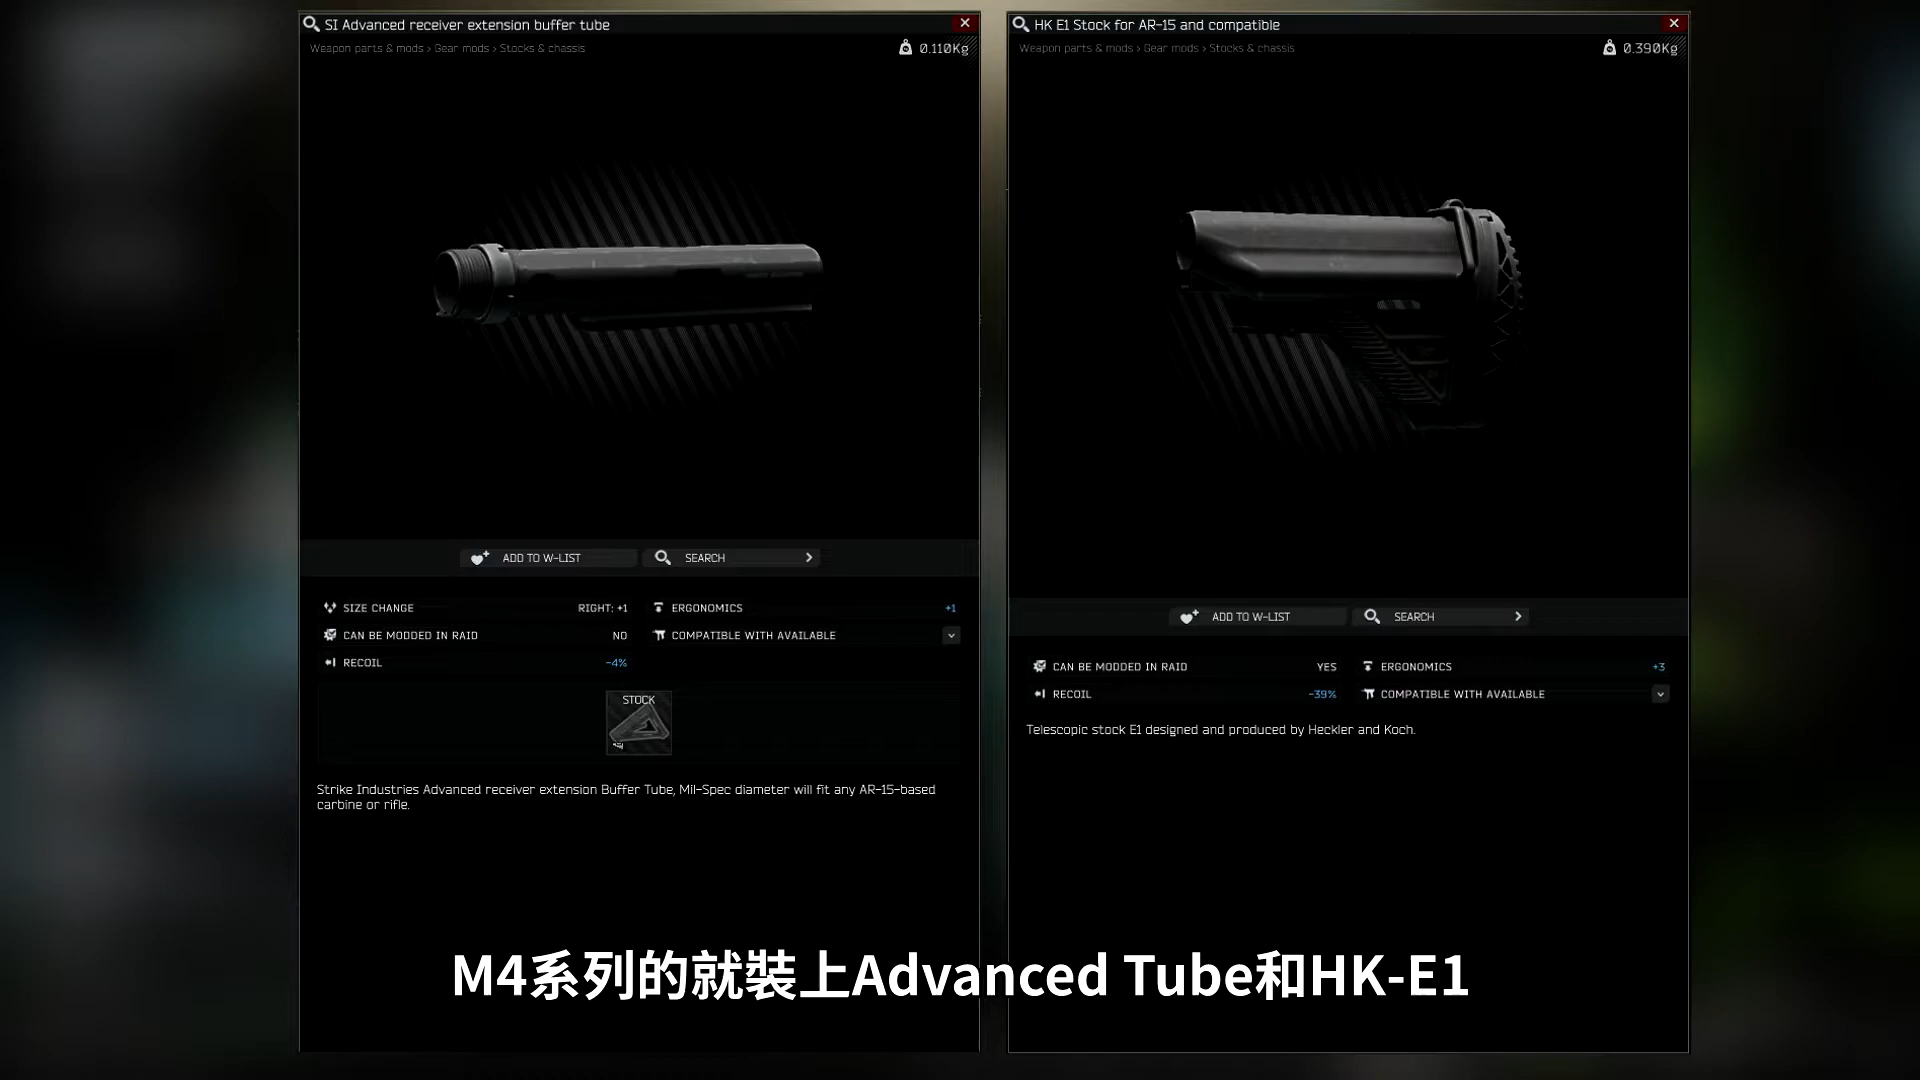 SI Advanced receiver extension buffer tube
Weapon parts & mods > Gear mods > Stocks & chassis
0.110Kg
ADD TO W-LIST
SEARCH
SIZE CHANGE
RIGHT: +1
ERGONOMICS
+1
CAN BE MODDED IN RAID
NO
COMPATIBLE WITH AVAILABLE
RECOIL
-4%
STOCK
Strike Industries Advanced receiver extension Buffer Tube, Mil-Spec diameter will fit any AR-15-based
carbine or rifle.
HK E1 Stock for AR-15 and compatible
Weapon parts & mods > Gear mods > Stocks & chassis
0.390Kg
ADD TO W-LIST
SEARCH
CAN BE MODDED IN RAID
YES
ERGONOMICS
+3
RECOIL
-39%
COMPATIBLE WITH AVAILABLE
Telescopic stock E1 designed and produced by Heckler and Koch.
M4系列的就裝上Advanced Tube和HK-E1